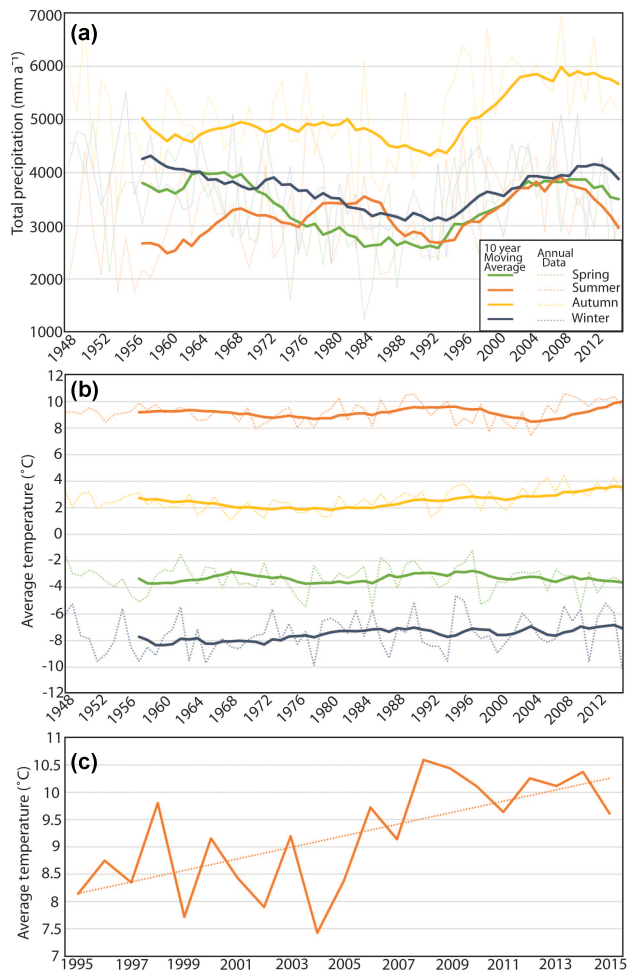 (a)
Total precipitation (mm a⁻¹)
7000
6000
5000
4000
3000
2000
1000
10 year
Moving
Average
Annual
Data
Spring
Summer
Autumn
Winter
1948 1952 1956 1960 1964 1968 1972 1976 1980 1984 1988 1992 1996 2000 2004 2008 2012
(b)
Average temperature (˚C)
12
10
8
6
4
2
0
-2
-4
-6
-8
-10
-12
1948 1952 1956 1960 1964 1968 1972 1976 1980 1984 1988 1992 1996 2000 2004 2008 2012
(c)
Average temperature (˚C)
11
10.5
10
9.5
9
8.5
8
7.5
7
1995 1997 1999 2001 2003 2005 2007 2009 2011 2013 2015